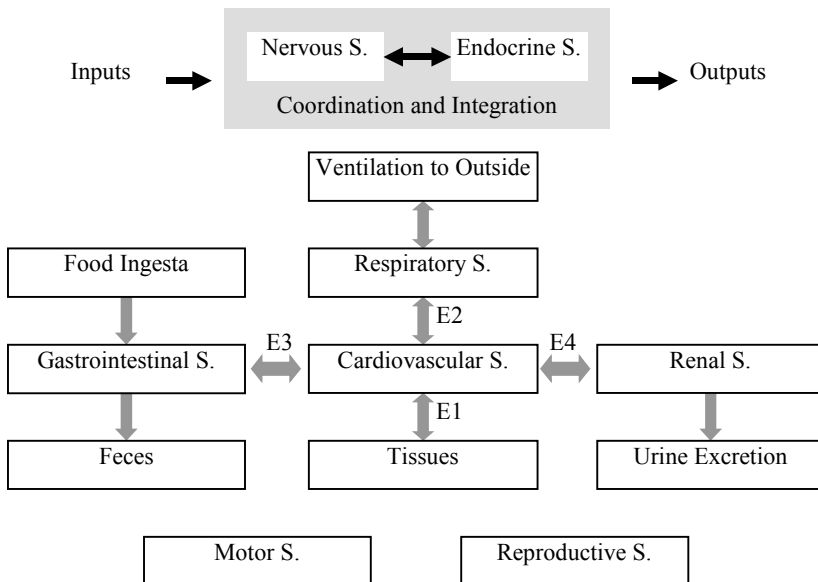 Nervous S.
Endocrine S.
Inputs
Outputs
Coordination and Integration
Ventilation to Outside
Food Ingesta
Respiratory S.
E2
E3
E4
Gastrointestinal S.
Cardiovascular S.
Renal S.
E1
Feces
Tissues
Urine Excretion
Motor S.
Reproductive S.